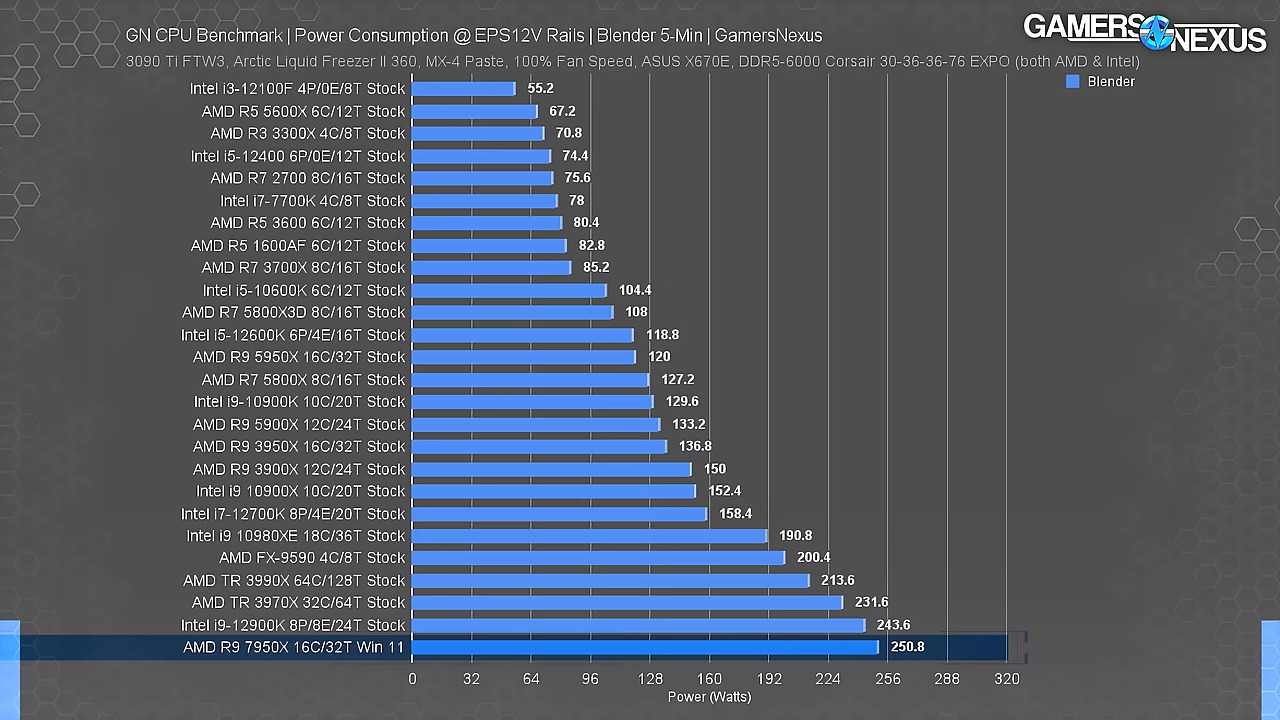 GN CPU Benchmark | Power Consumption @ EPS12V Rails | Blender 5-Min | GamersNexus
GAMERS NEXUS
3090 Ti FTW3, Arctic Liquid Freezer II 360, MX-4 Paste, 100% Fan Speed, ASUS X670E, DDR5-6000 Corsair 30-36-36-76 EXPO (both AMD & Intel)
Blender
Intel i3-12100F 4P/0E/8T Stock 55.2
AMD R5 5600X 6C/12T Stock 67.2
AMD R3 3300X 4C/8T Stock 70.8
Intel i5-12400 6P/0E/12T Stock 74.4
AMD R7 2700 8C/16T Stock 75.6
Intel i7-7700K 4C/8T Stock 78
AMD R5 3600 6C/12T Stock 80.4
AMD R5 1600AF 6C/12T Stock 82.8
AMD R7 3700X 8C/16T Stock 85.2
Intel i5-10600K 6C/12T Stock 104.4
AMD R7 5800X3D 8C/16T Stock 108
Intel i5-12600K 6P/4E/16T Stock 118.8
AMD R9 5950X 16C/32T Stock 120
AMD R7 5800X 8C/16T Stock 127.2
Intel i9-10900K 10C/20T Stock 129.6
AMD R9 5900X 12C/24T Stock 133.2
AMD R9 3950X 16C/32T Stock 136.8
AMD R9 3900X 12C/24T Stock 150
Intel i9 10900X 10C/20T Stock 152.4
Intel I7-12700K 8P/4E/20T Stock 158.4
Intel i9 10980XE 18C/36T Stock 190.8
AMD FX-9590 4C/8T Stock 200.4
AMD TR 3990X 64C/128T Stock 213.6
AMD TR 3970X 32C/64T Stock 231.6
Intel i9-12900K 8P/8E/24T Stock 243.6
AMD R9 7950X 16C/32T Win 11 250.8
0 32 64 96 128 160 192 224 256 288 320
Power (Watts)